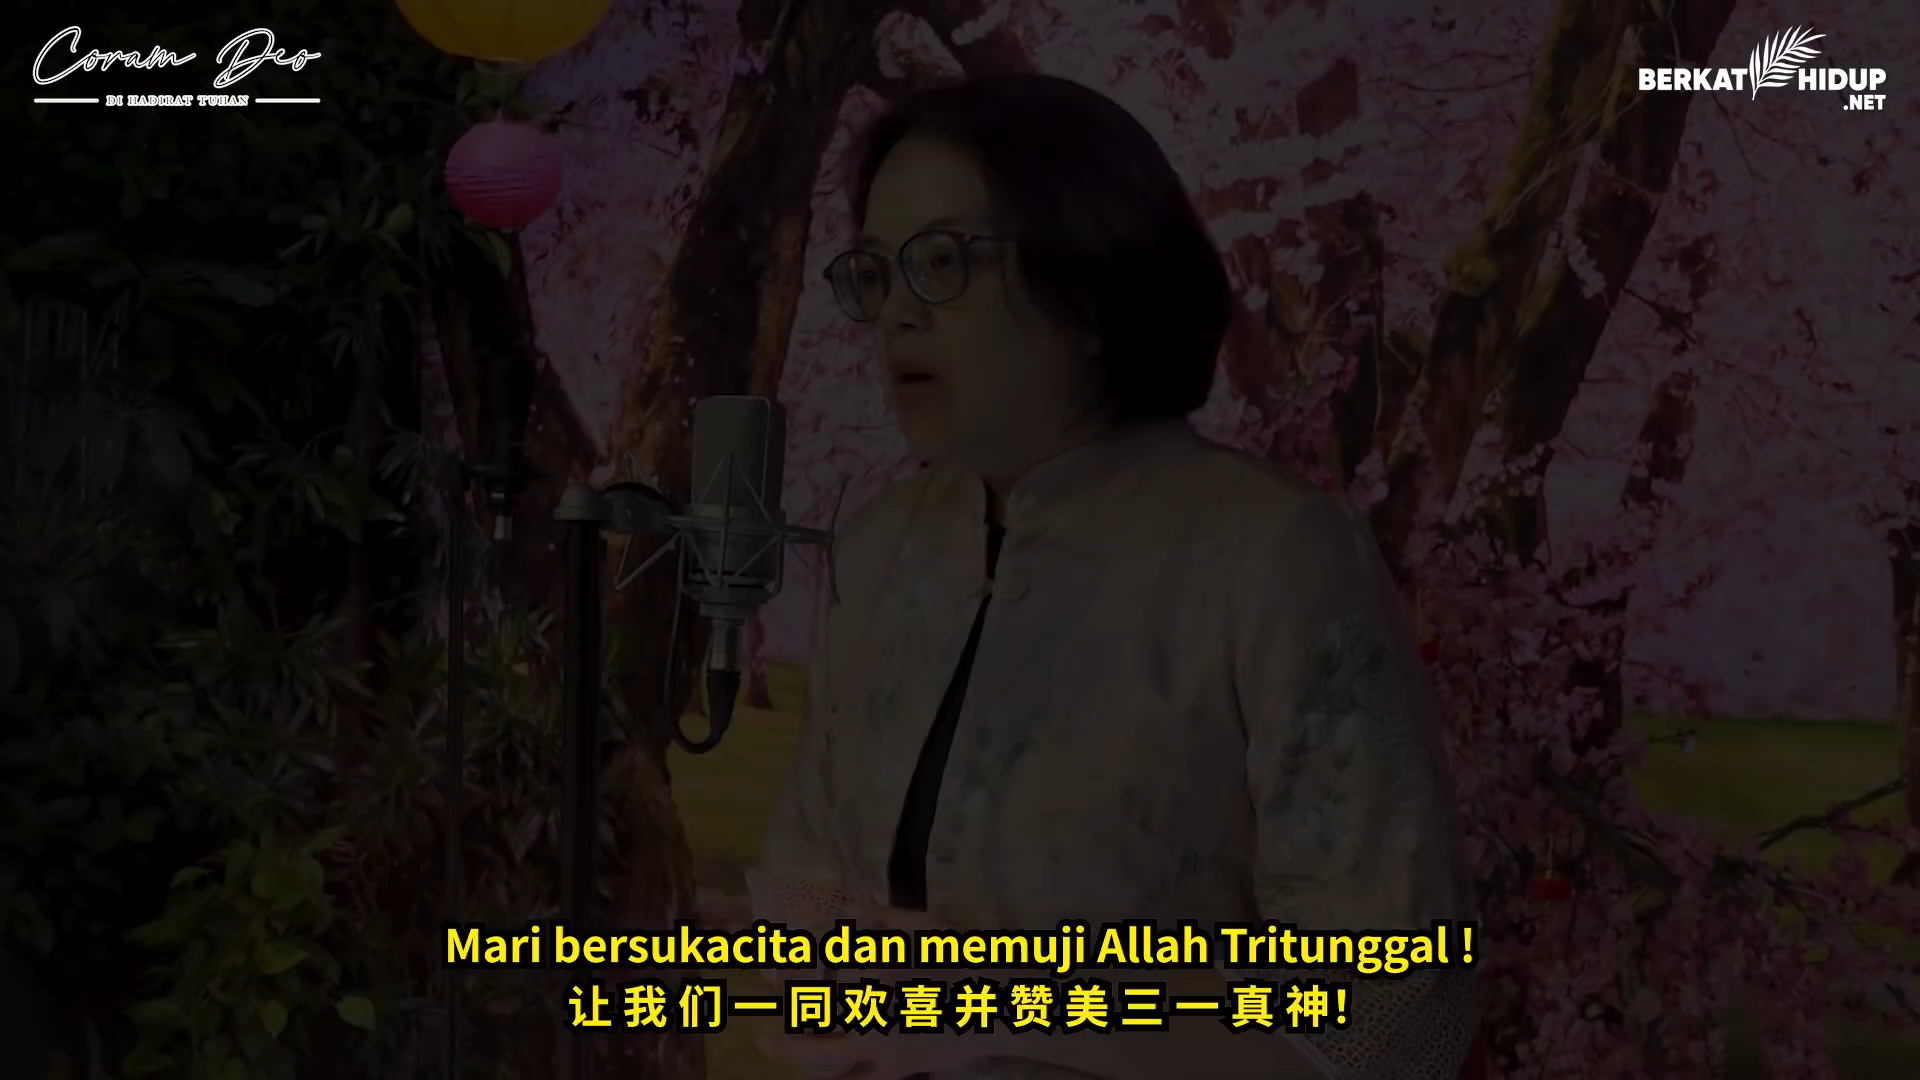 Coram Deo
DI HADIRAT TUHAN
BERKAT HIDUP
.NET
Mari bersukacita dan memuji Allah Tritunggal !
让我们一同欢喜并赞美三一真神!